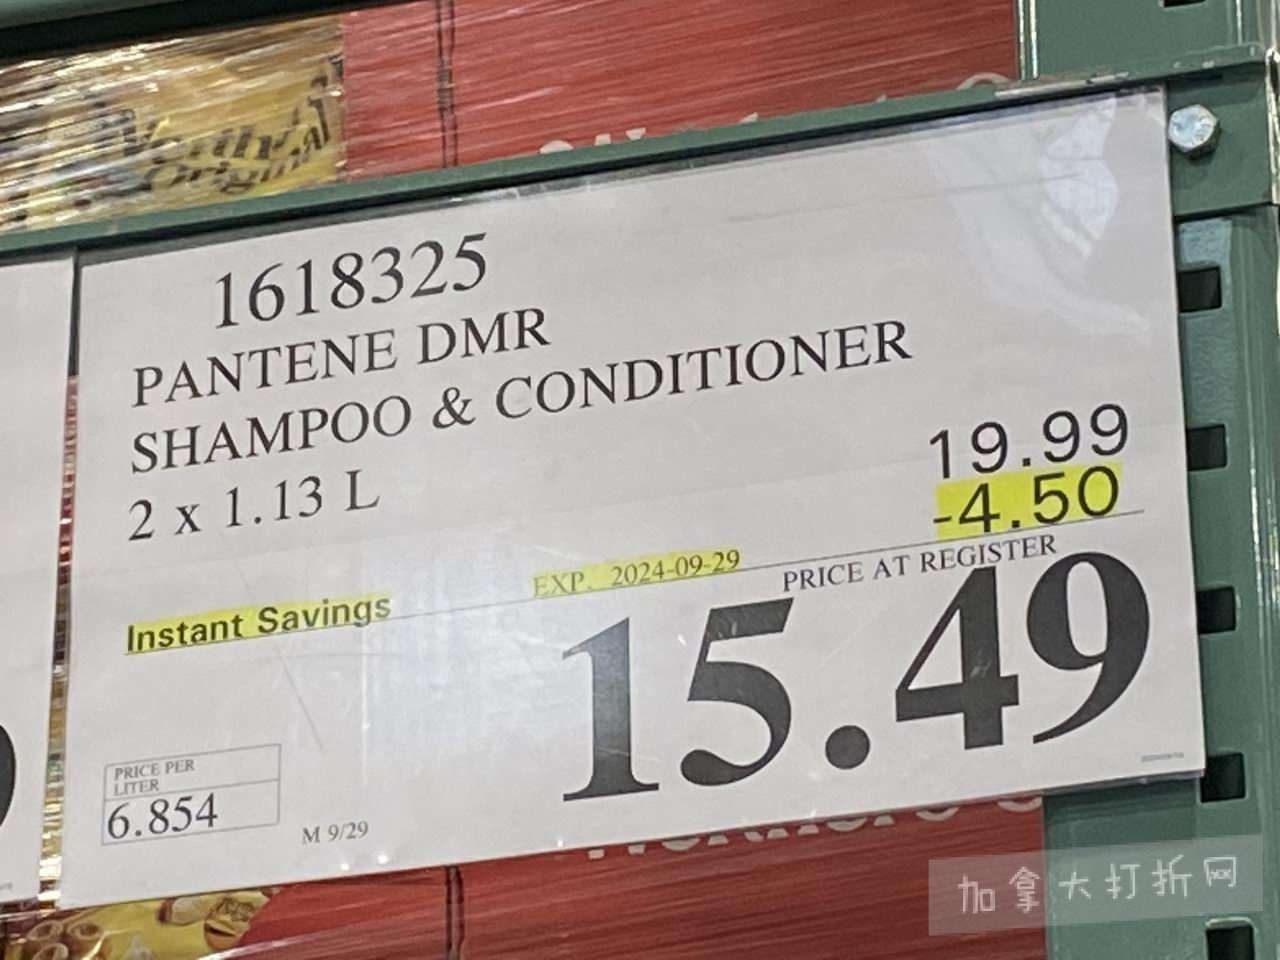 Original
1618325
PANTENE DMR
SHAMPOO & CONDITIONER
2 x 1.13 L
19.99
-4.50
EXP. 2024-09-29
PRICE AT REGISTER
Instant Savings
15.49
PRICE PER
LITER
6.854
M 9/29
加拿大打折网